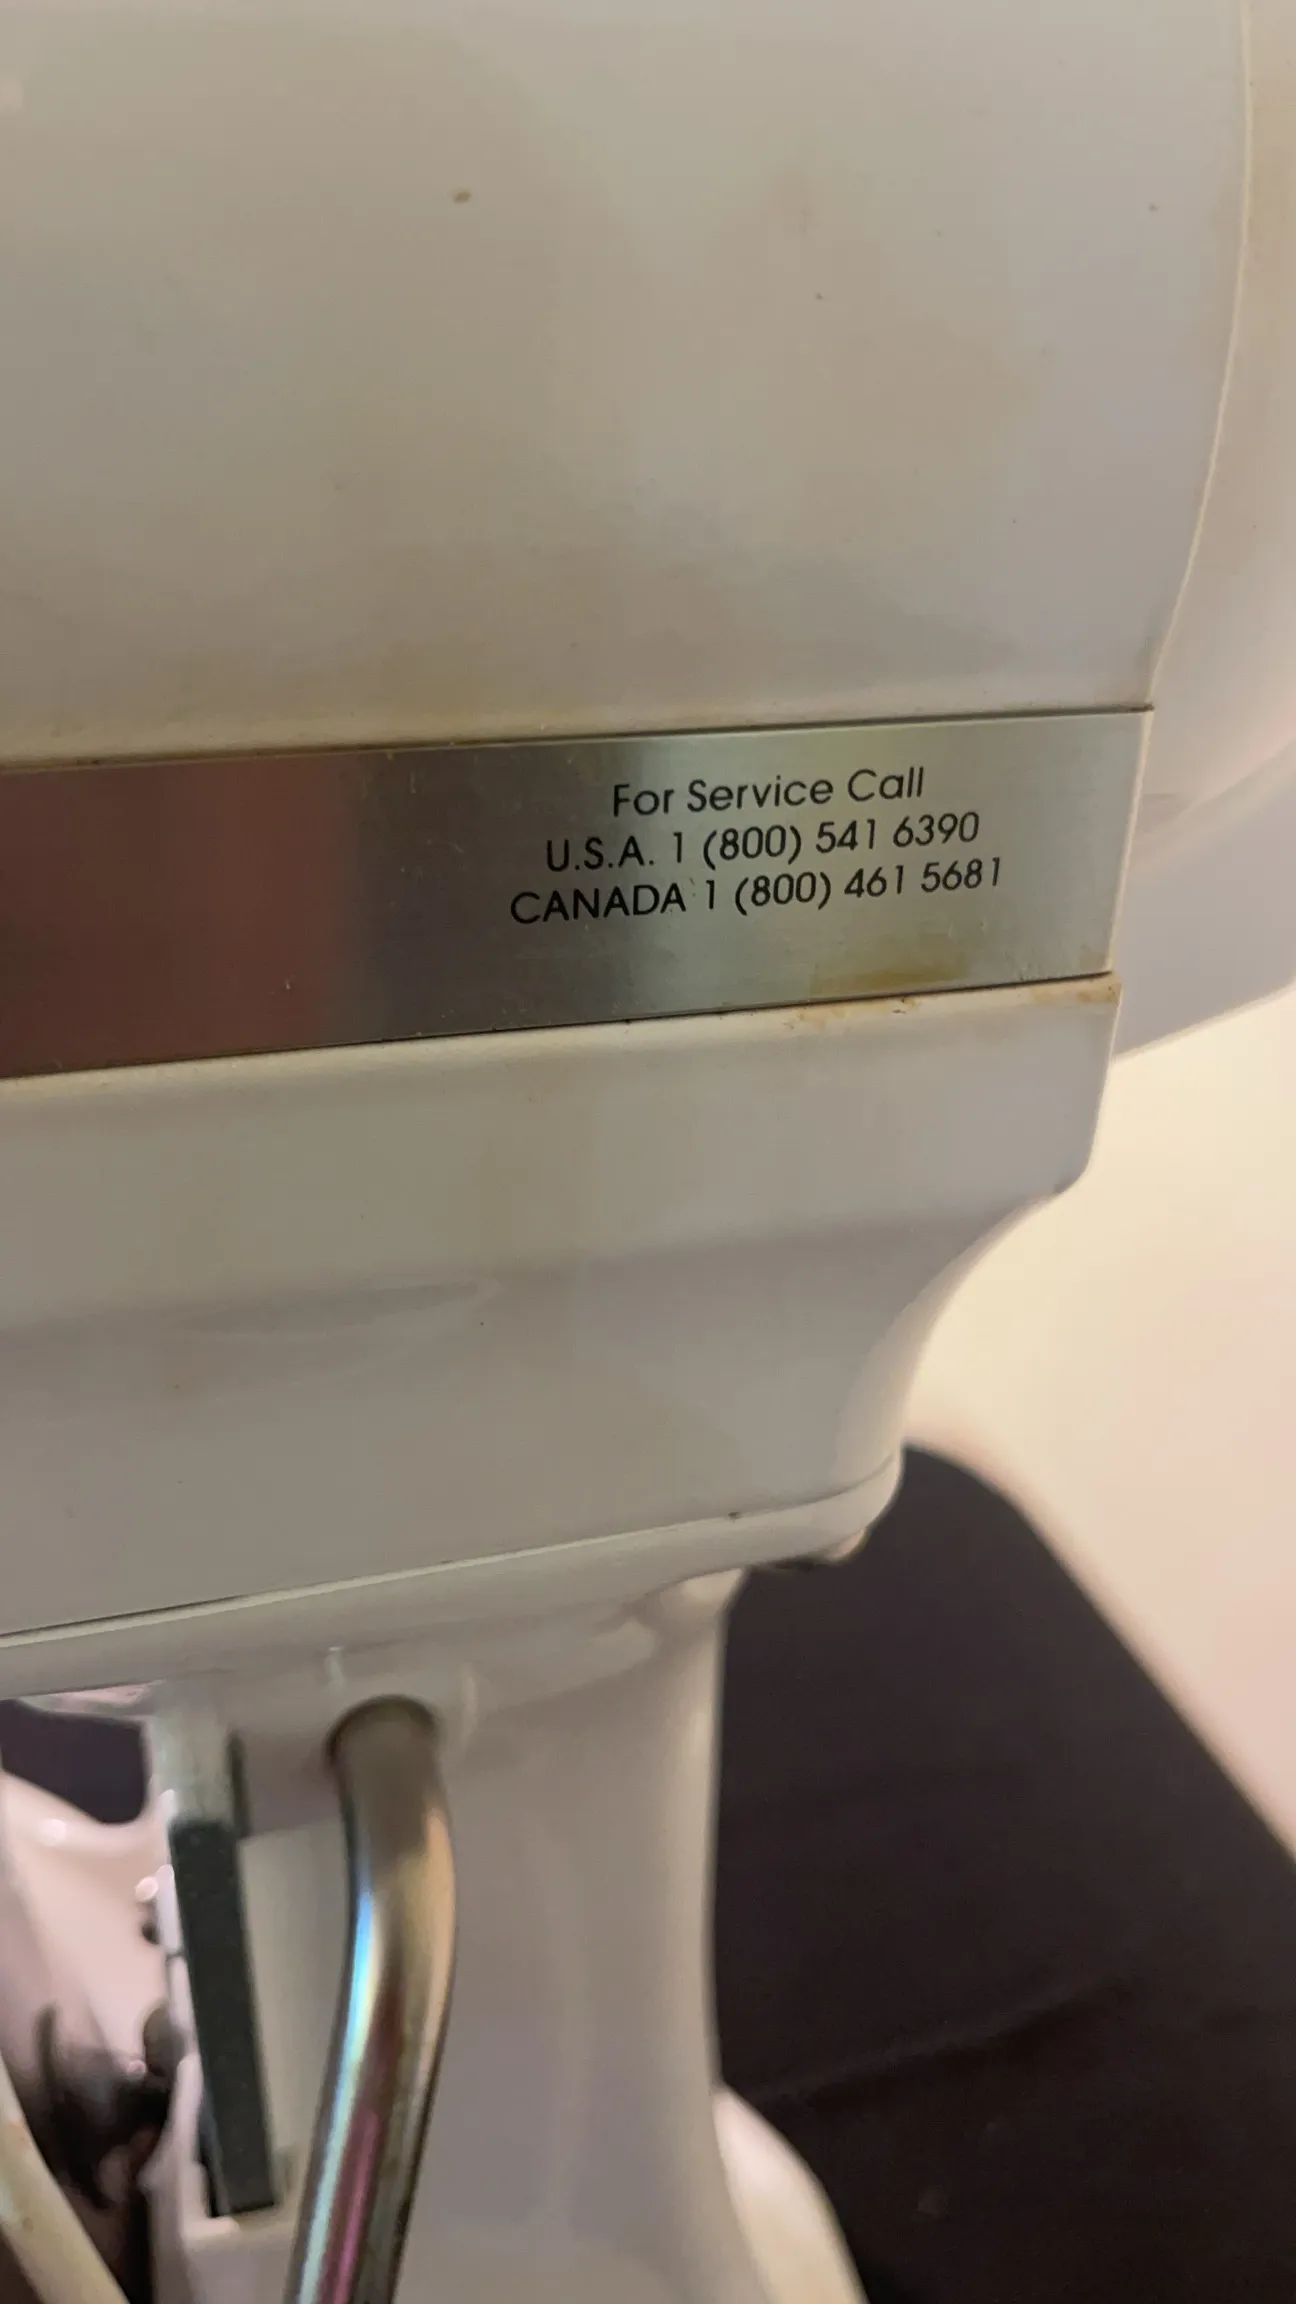 For Service Call
U.S.A. 1 (800) 541 6390
CANADA 1 (800) 461 5681